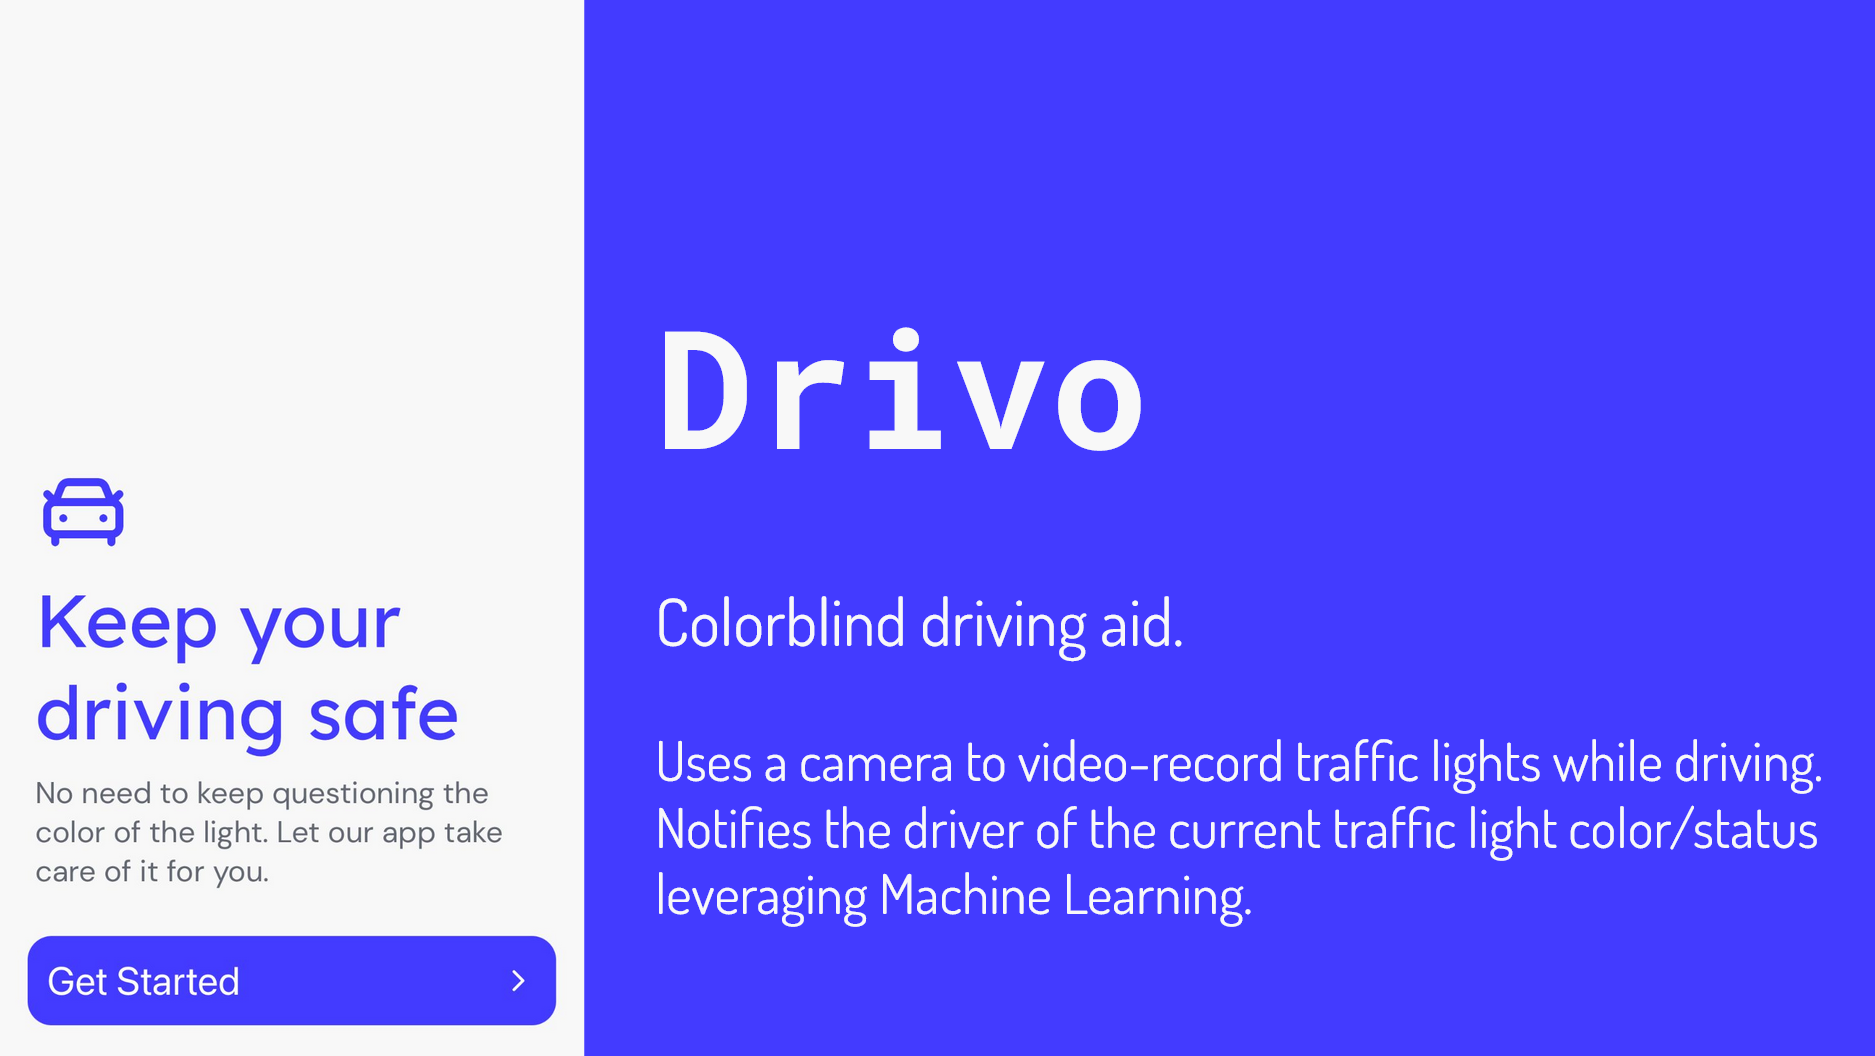 Keep your
driving safe
No need to keep questioning the
color of the light. Let our app take
care of it for you.
Get Started
Drivo
Colorblind driving aid.
Uses a camera to video-record traffic lights while driving.
Notifies the driver of the current traffic light color/status
leveraging Machine Learning.